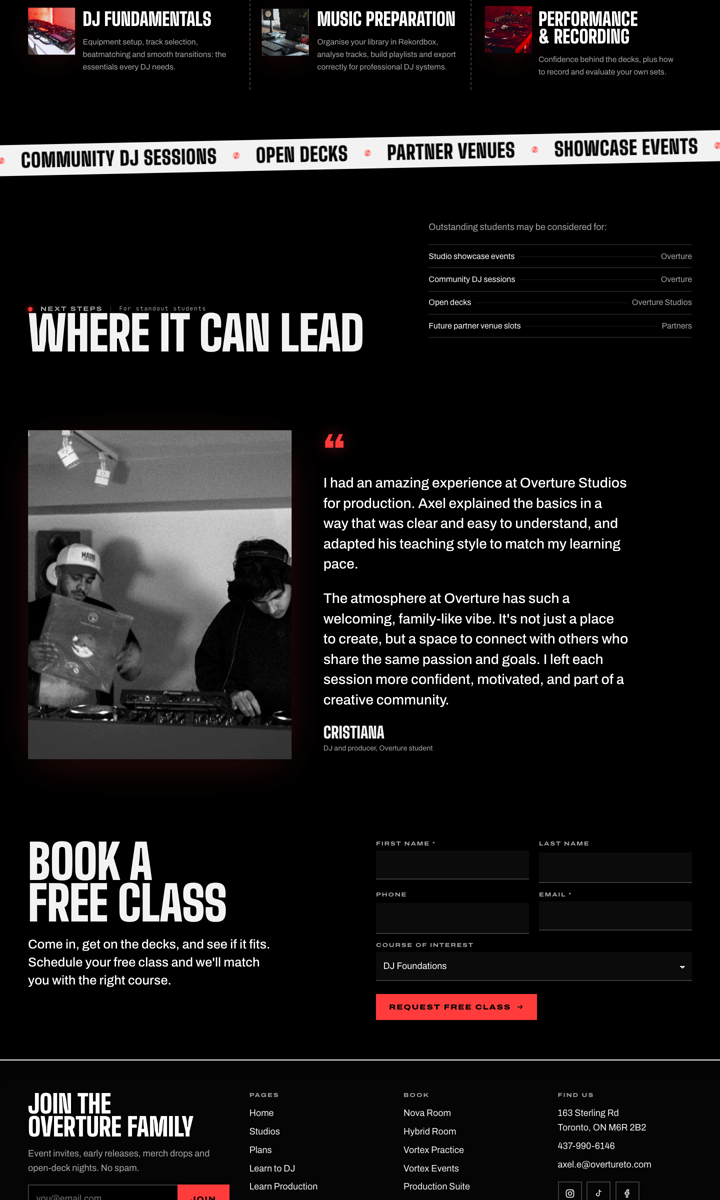 DJ FUNDAMENTALS
Equipment setup, track selection,
beatmatching and smooth transitions: the
essentials every DJ needs.
MUSIC PREPARATION
Organise your library in Rekordbox,
analyse tracks, build playlists and export
correctly for professional DJ systems.
PERFORMANCE
& RECORDING
Confidence behind the decks, plus how
to record and evaluate your own sets.
COMMUNITY DJ SESSIONS OPEN DECKS PARTNER VENUES SHOWCASE EVENTS
Outstanding students may be considered for:
Studio showcase events Overture
Community DJ sessions Overture
Open decks Overture Studios
Future partner venue slots Partners
NEXT STEPS For standout students
WHERE IT CAN LEAD
“
I had an amazing experience at Overture Studios
for production. Axel explained the basics in a
way that was clear and easy to understand, and
adapted his teaching style to match my learning
pace.
The atmosphere at Overture has such a
welcoming, family-like vibe. It's not just a place
to create, but a space to connect with others who
share the same passion and goals. I left each
session more confident, motivated, and part of a
creative community.
CRISTIANA
DJ and producer, Overture student
BOOK A
FREE CLASS
Come in, get on the decks, and see if it fits.
Schedule your free class and we'll match
you with the right course.
FIRST NAME *
LAST NAME
PHONE
EMAIL *
COURSE OF INTEREST
DJ Foundations
REQUEST FREE CLASS →
JOIN THE
OVERTURE FAMILY
Event invites, early releases, merch drops and
open-deck nights. No spam.
you@email.com JOIN
PAGES
Home
Studios
Plans
Learn to DJ
Learn Production
BOOK
Nova Room
Hybrid Room
Vortex Practice
Vortex Events
Production Suite
FIND US
163 Sterling Rd
Toronto, ON M6R 2B2
437-990-6146
axel.e@overtureto.com